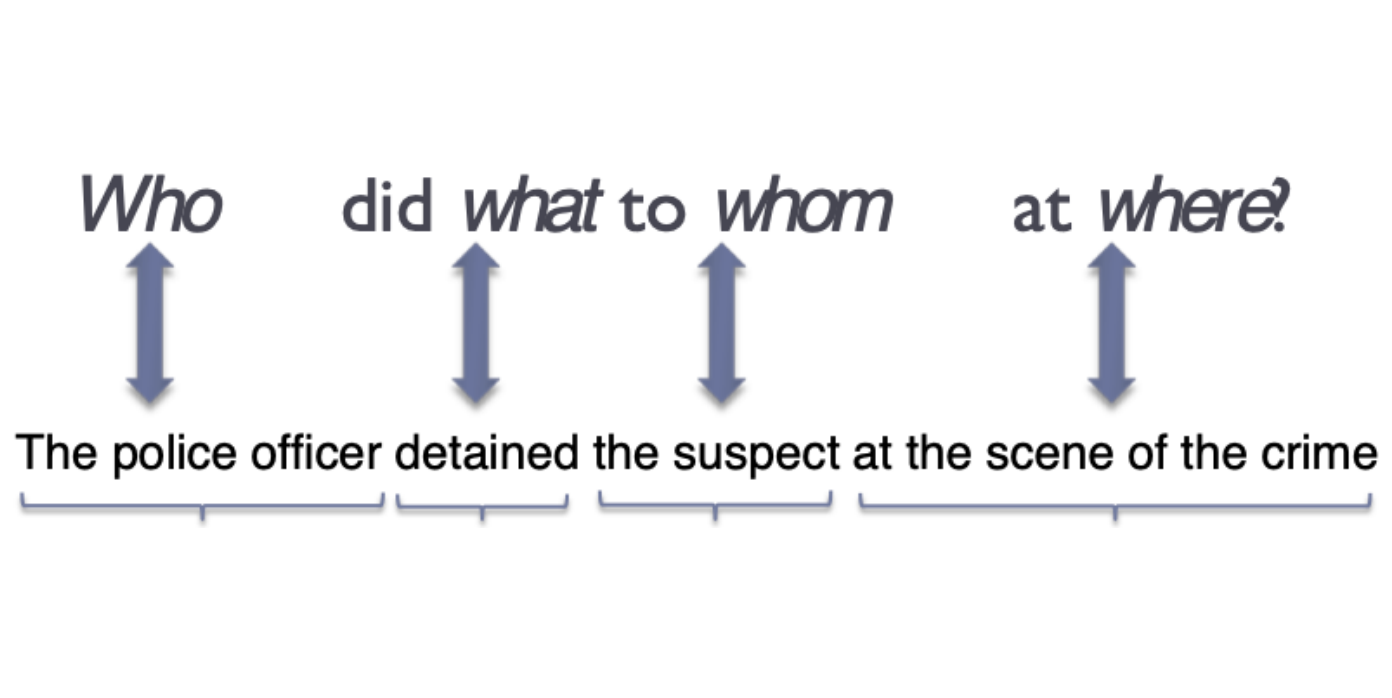 Who did what to whom at where?
The police officer detained the suspect at the scene of the crime